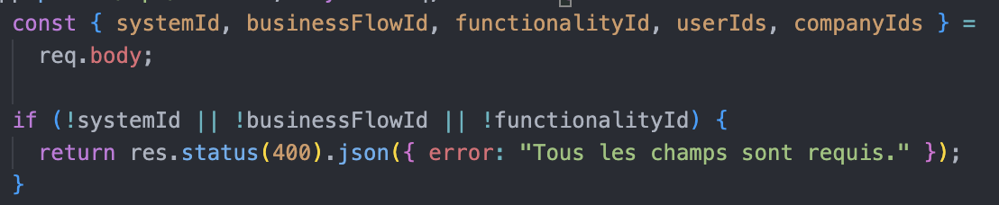 const { systemId, businessFlowId, functionalityId, userIds, companyIds } =
req.body;
if (!systemId || !businessFlowId || !functionalityId) {
return res.status(400).json({ error: "Tous les champs sont requis." });
}